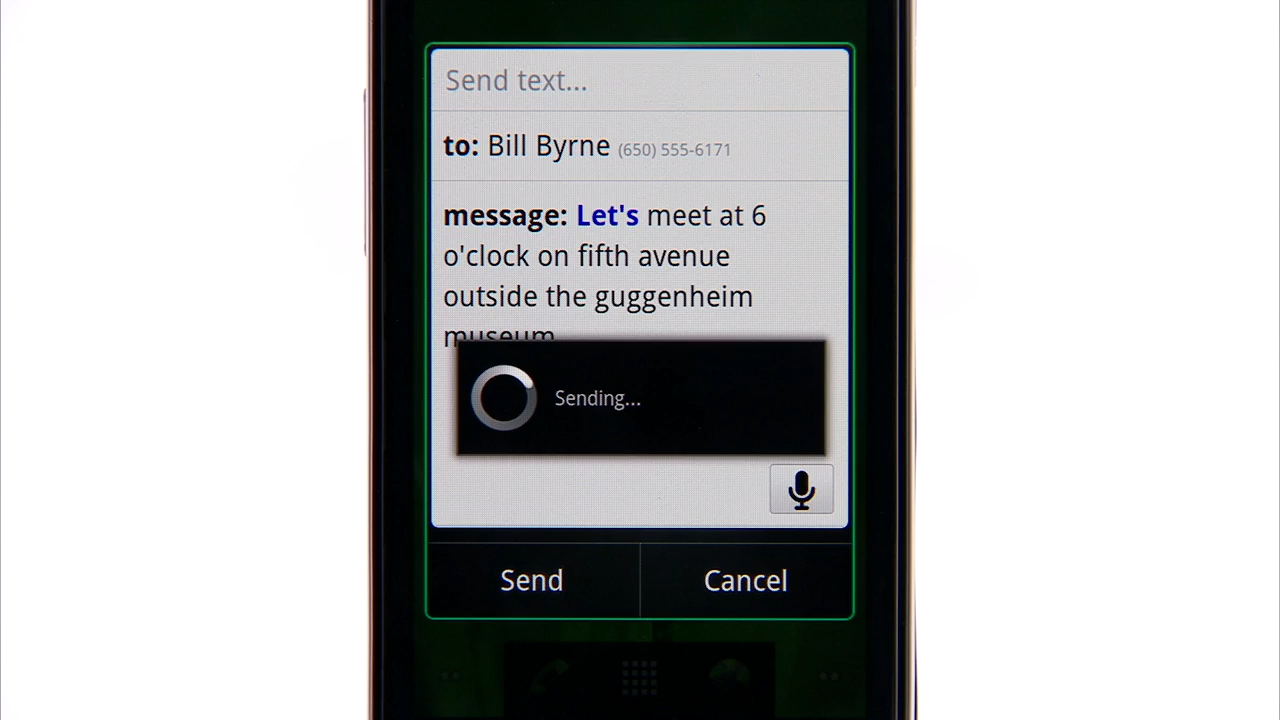 Send text...
to: Bill Byrne (650) 555-6171
message: Let's meet at 6
o'clock on fifth avenue
outside the guggenheim
museum
Sending...
Send Cancel